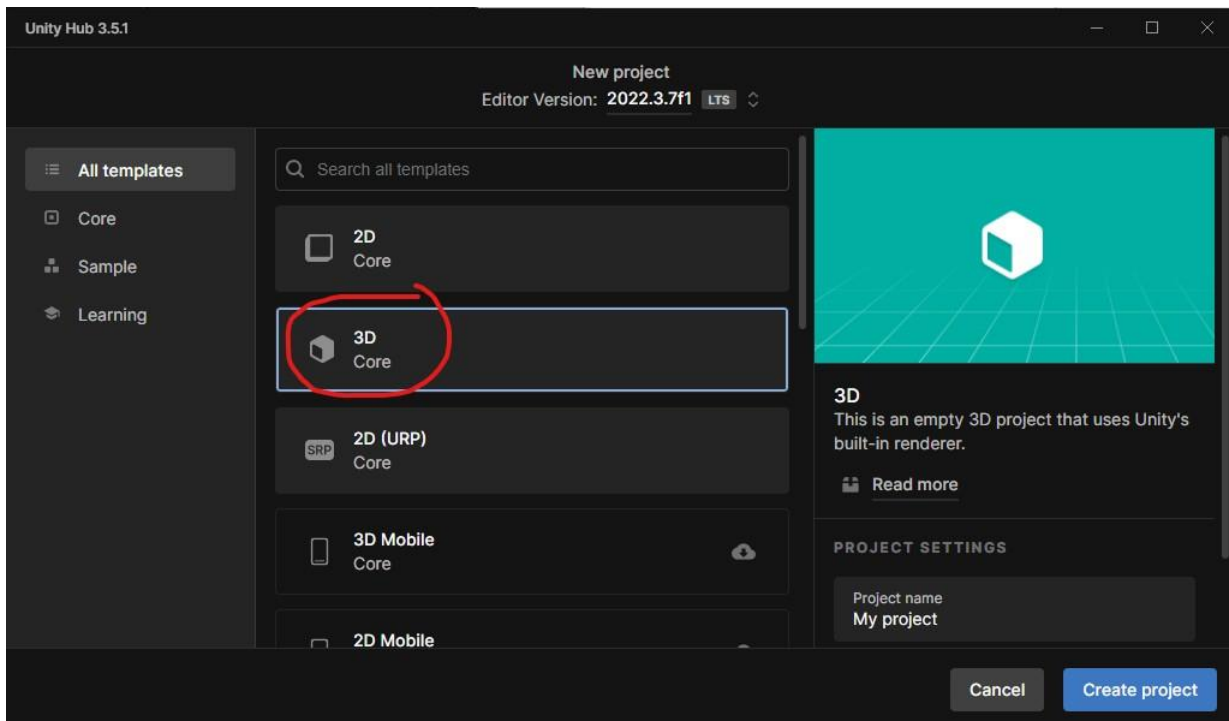 Unity Hub 3.5.1
New project
Editor Version: 2022.3.7f1 LTS
All templates
Core
Sample
Learning
Search all templates
2D
Core
3D
Core
SRP
2D (URP)
Core
3D Mobile
Core
2D Mobile
3D
This is an empty 3D project that uses Unity's
built-in renderer.
Read more
PROJECT SETTINGS
Project name
My project
Cancel
Create project